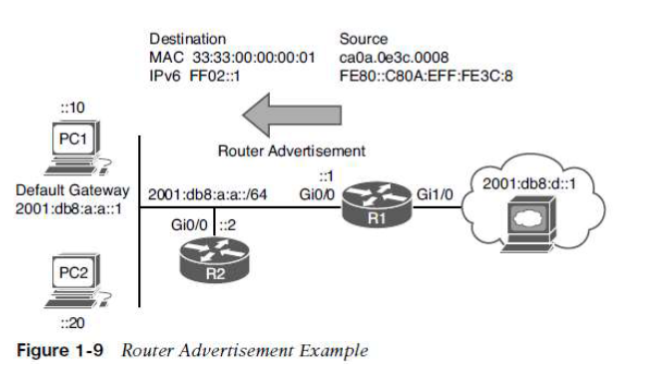 Destination
MAC 33:33:00:00:00:01
IPv6 FF02::1
Source
ca0a.0e3c.0008
FE80::C80A:EFF:FE3C:8
::10
PC1
Router Advertisement
Default Gateway
2001:db8:a:a::1
2001:db8:a:a::/64
::1
Gi0/0
R1
Gi1/0
2001:db8:d::1
Gi0/0
::2
R2
PC2
::20
Figure 1-9 Router Advertisement Example